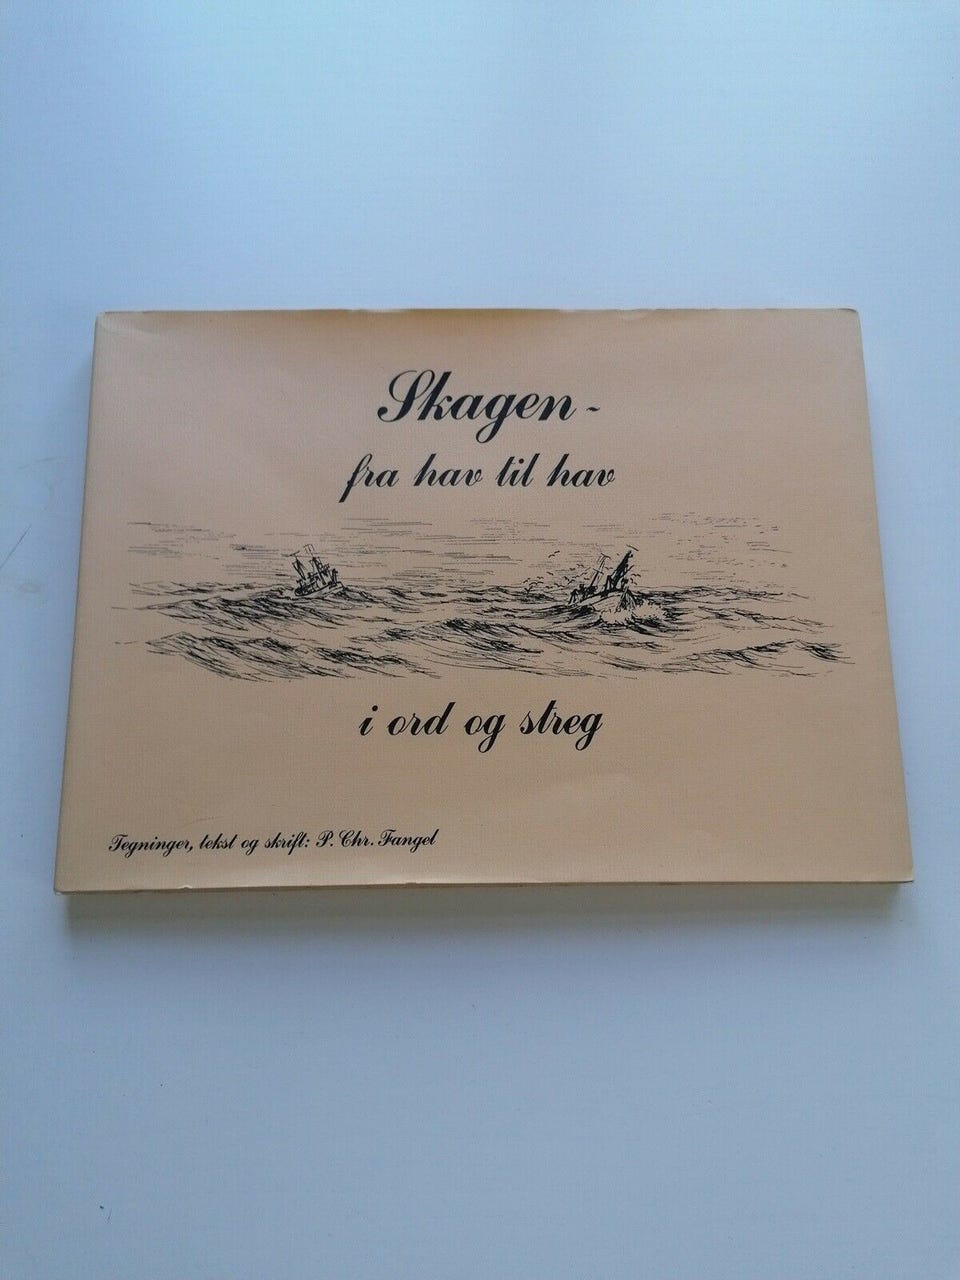 Skagen -
fra hav til hav
i ord og streg
Tegninger, tekst og skrift: P. Chr. Fangel